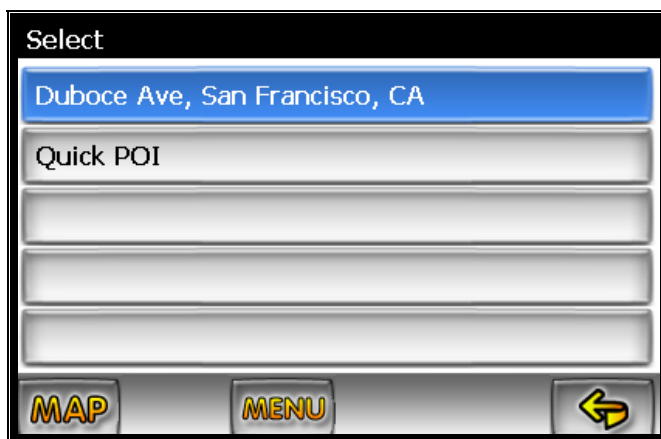 Select
Duboce Ave, San Francisco, CA
Quick POI
MAP
MENU